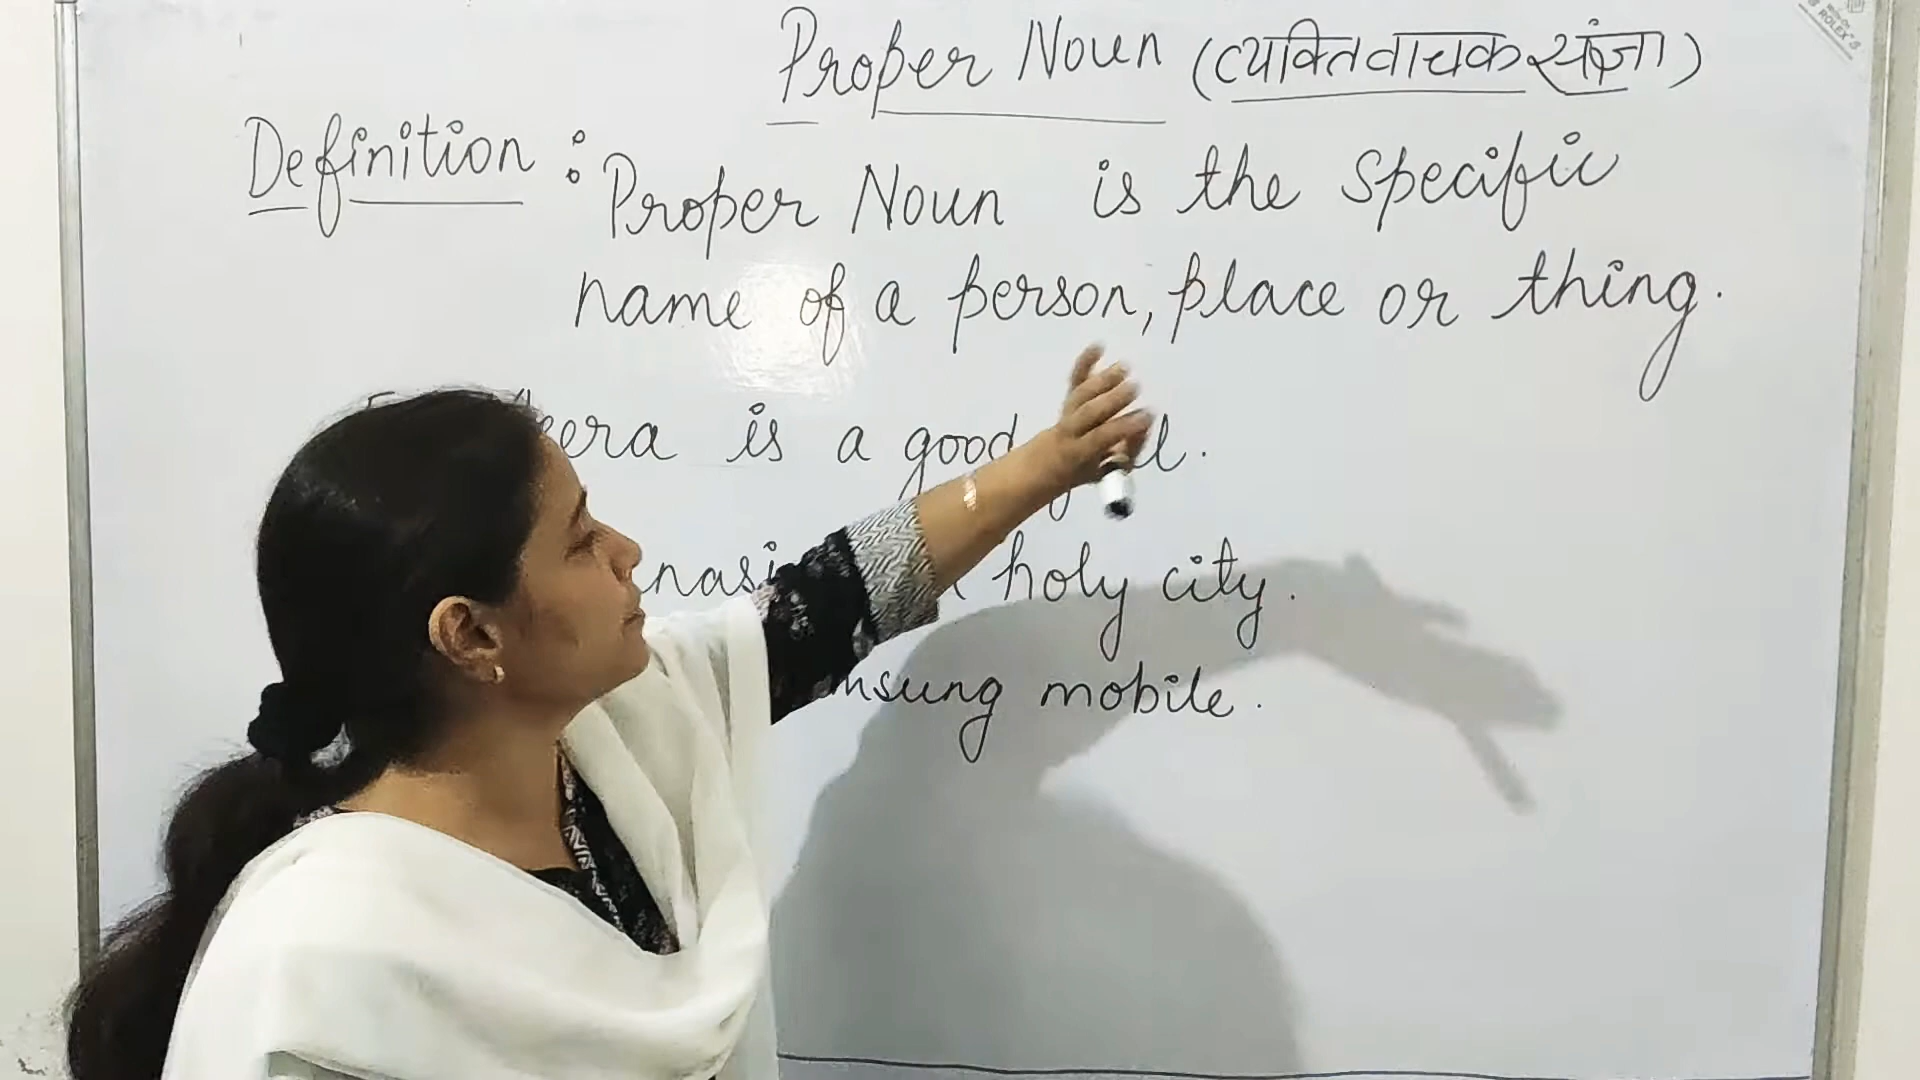 Proper Noun (व्यक्तिवाचक संज्ञा)
Definition : Proper Noun is the specific
name of a person, place or thing.
is a good
holy city.
mobile.